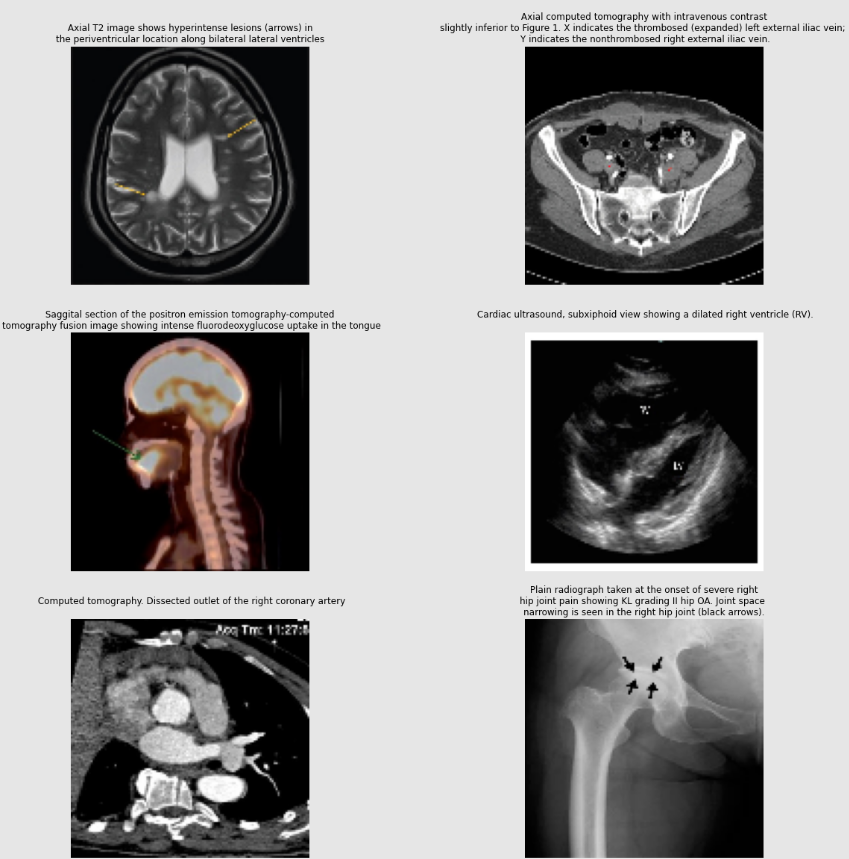 Axial T2 image shows hyperintense lesions (arrows) in
the periventricular location along bilateral lateral ventricles
Axial computed tomography with intravenous contrast
slightly inferior to Figure 1. X indicates the thrombosed (expanded) left external iliac vein;
Y indicates the nonthrombosed right external iliac vein.
Saggital section of the positron emission tomography-computed
tomography fusion image showing intense fluorodeoxyglucose uptake in the tongue
Cardiac ultrasound, subxiphoid view showing a dilated right ventricle (RV).
LV
Computed tomography. Dissected outlet of the right coronary artery
Acq Tm: 11:27:
Plain radiograph taken at the onset of severe right
hip joint pain showing KL grading II hip OA. Joint space
narrowing is seen in the right hip joint (black arrows).